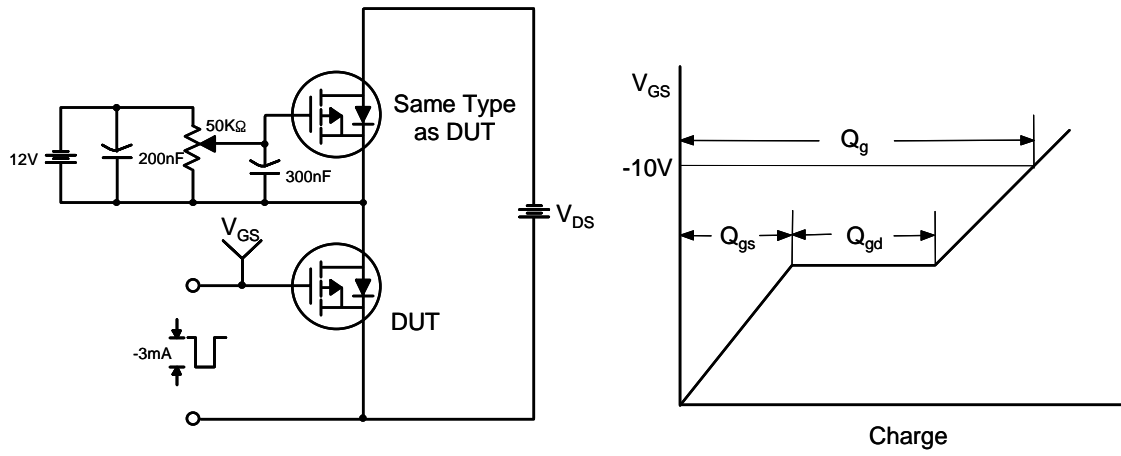 Same Type
as DUT
50KΩ
12V
200nF
300nF
V_GS
V_DS
DUT
-3mA
V_GS
Q_g
-10V
Q_gs
Q_gd
Charge